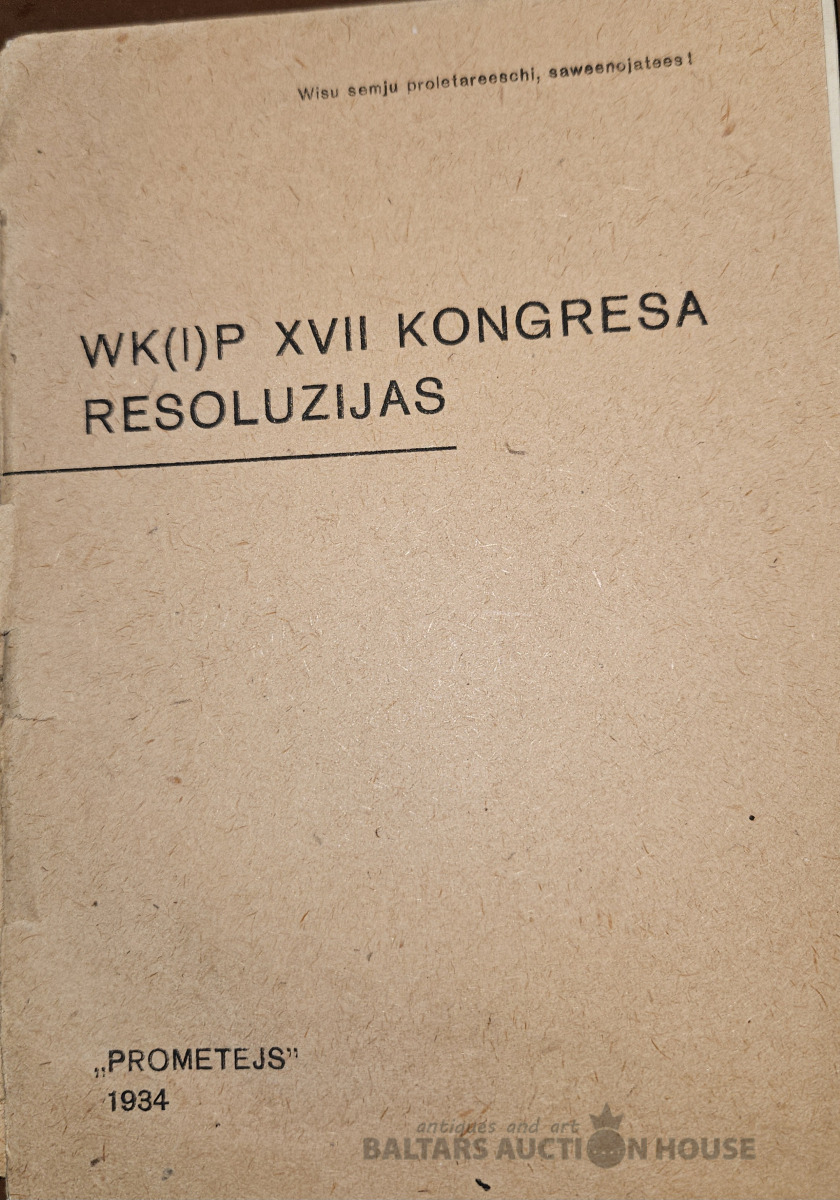 Wisu semju proletareeschi, saweenojatees!
WK(I)P XVII KONGRESA
RESOLUZIJAS
„PROMETEJS”
1934
antiques and art
BALTARS AUCTION HOUSE